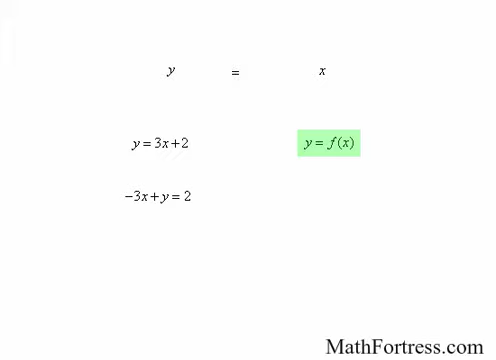 y = x
y = 3x + 2 y = f(x)
−3x + y = 2
MathFortress.com